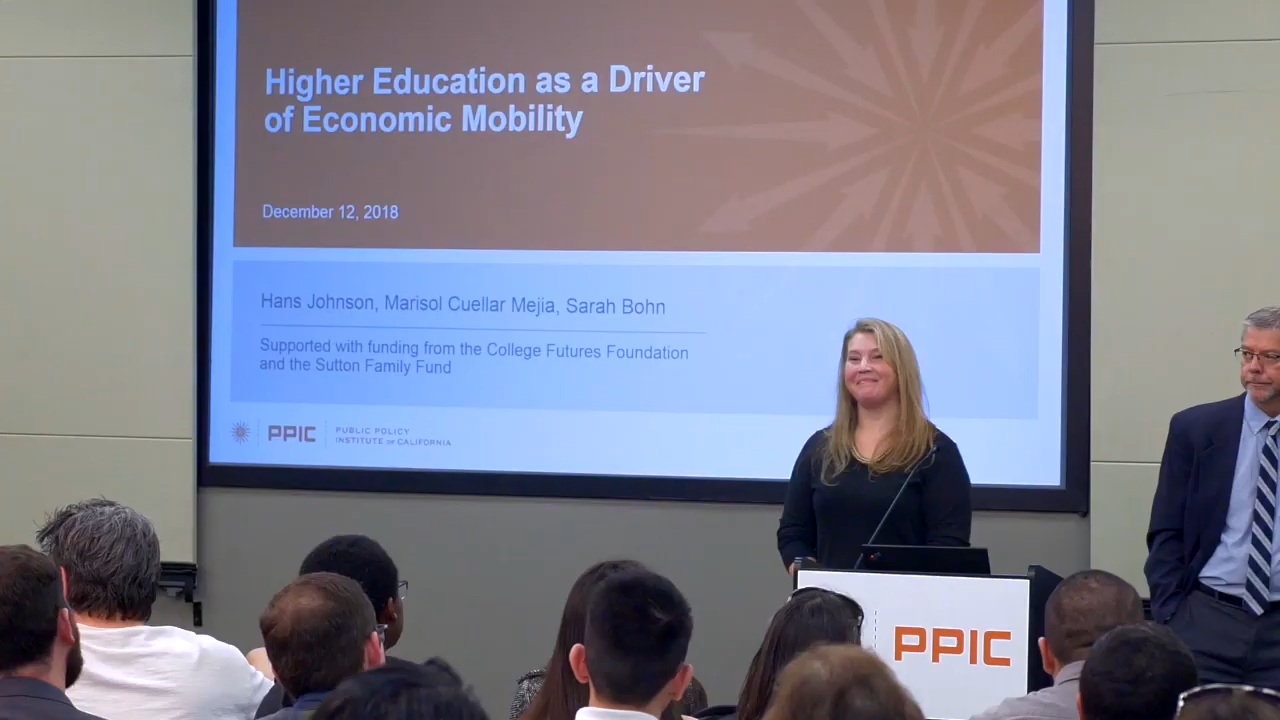 Higher Education as a Driver
of Economic Mobility
December 12, 2018
Hans Johnson, Marisol Cuellar Mejia, Sarah Bohn
Supported with funding from the College Futures Foundation
and the Sutton Family Fund
PPIC
PUBLIC POLICY
INSTITUTE OF CALIFORNIA
PPIC